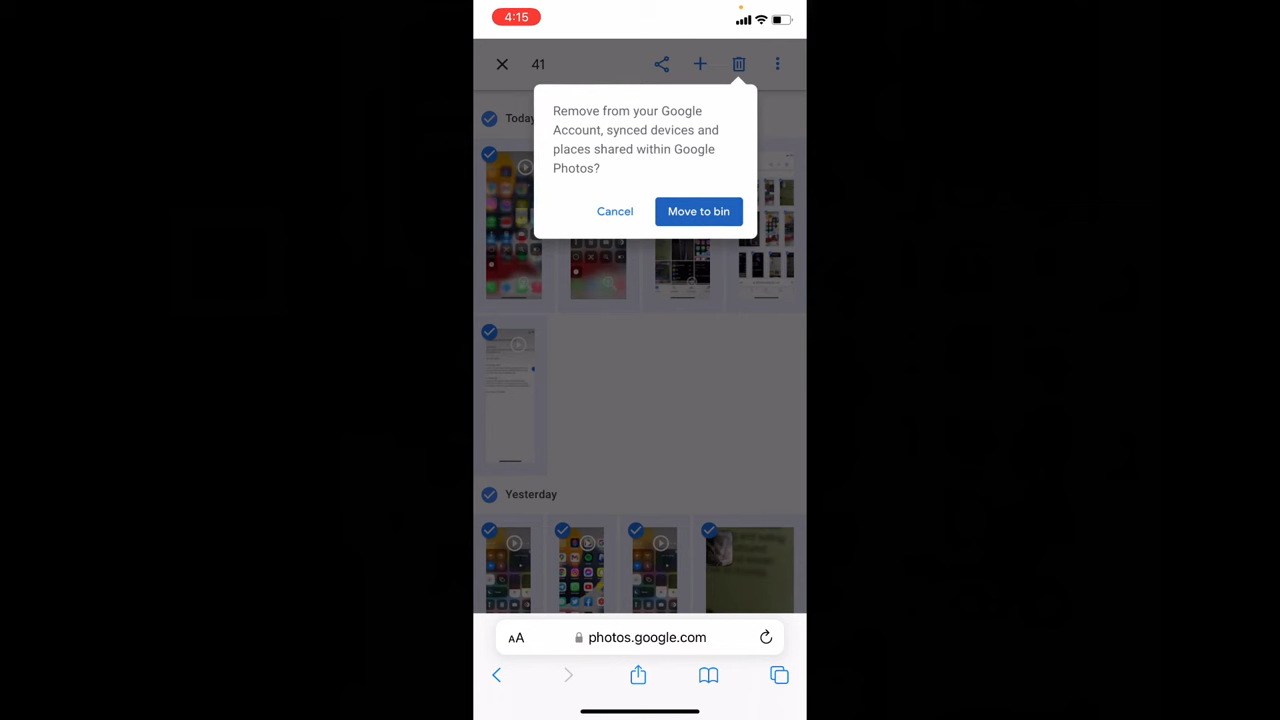 4:15
41
Today
Remove from your Google
Account, synced devices and
places shared within Google
Photos?
Cancel
Move to bin
Yesterday
AA
photos.google.com